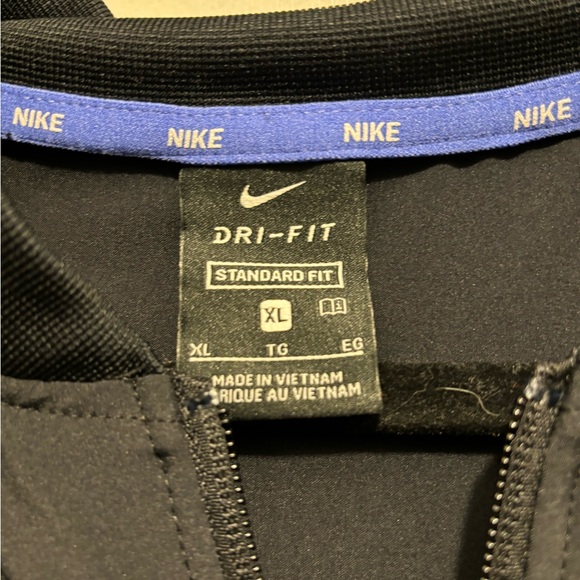 NIKE NIKE NIKE NIKE
DRI-FIT
STANDARD FIT
XL
XL TG EG
MADE IN VIETNAM
RIQUE AU VIETNAM